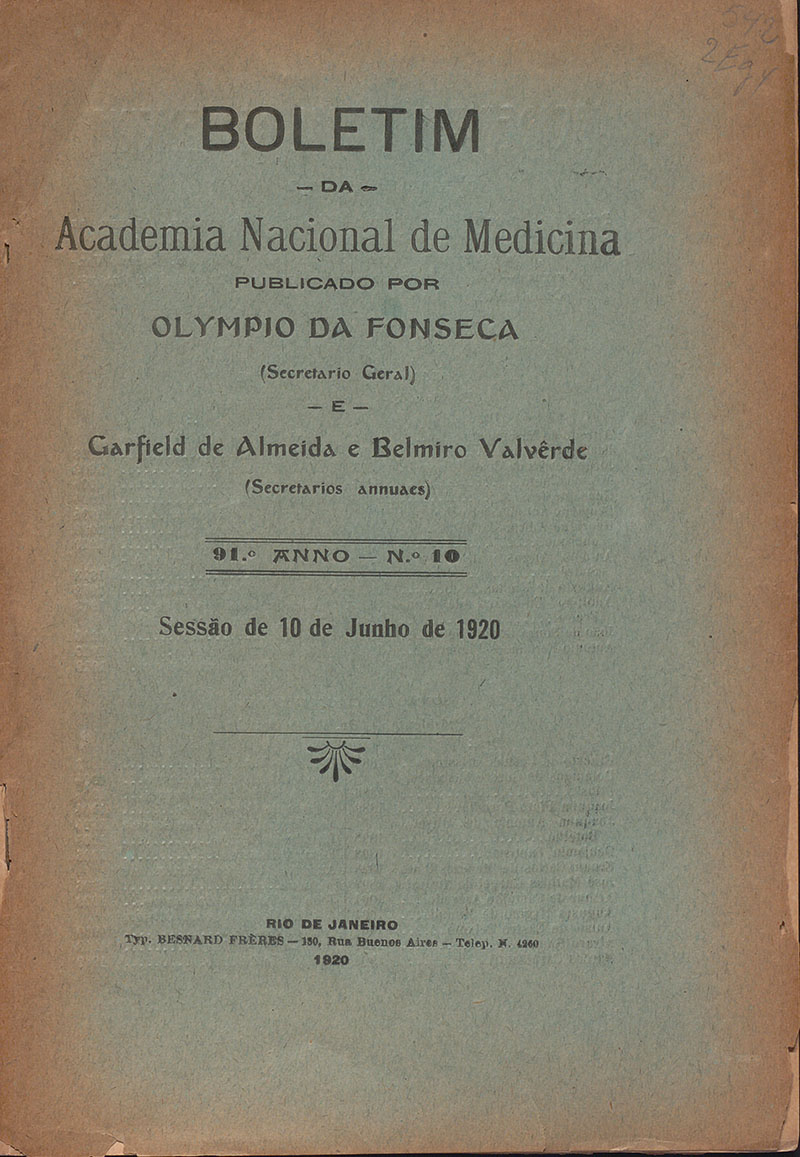 BOLETIM
— DA —
Academia Nacional de Medicina
PUBLICADO POR
OLYMPIO DA FONSECA
(Secretario Geral)
— E —
Garfield de Almeida e Belmiro Valvêrde
(Secretarios annuaes)
91.º ANNO — N.º 10
Sessão de 10 de Junho de 1920
RIO DE JANEIRO
Typ. BESNARD FRÈRES — 130, Rua Buenos Aires — Telep. N. 4260
1920